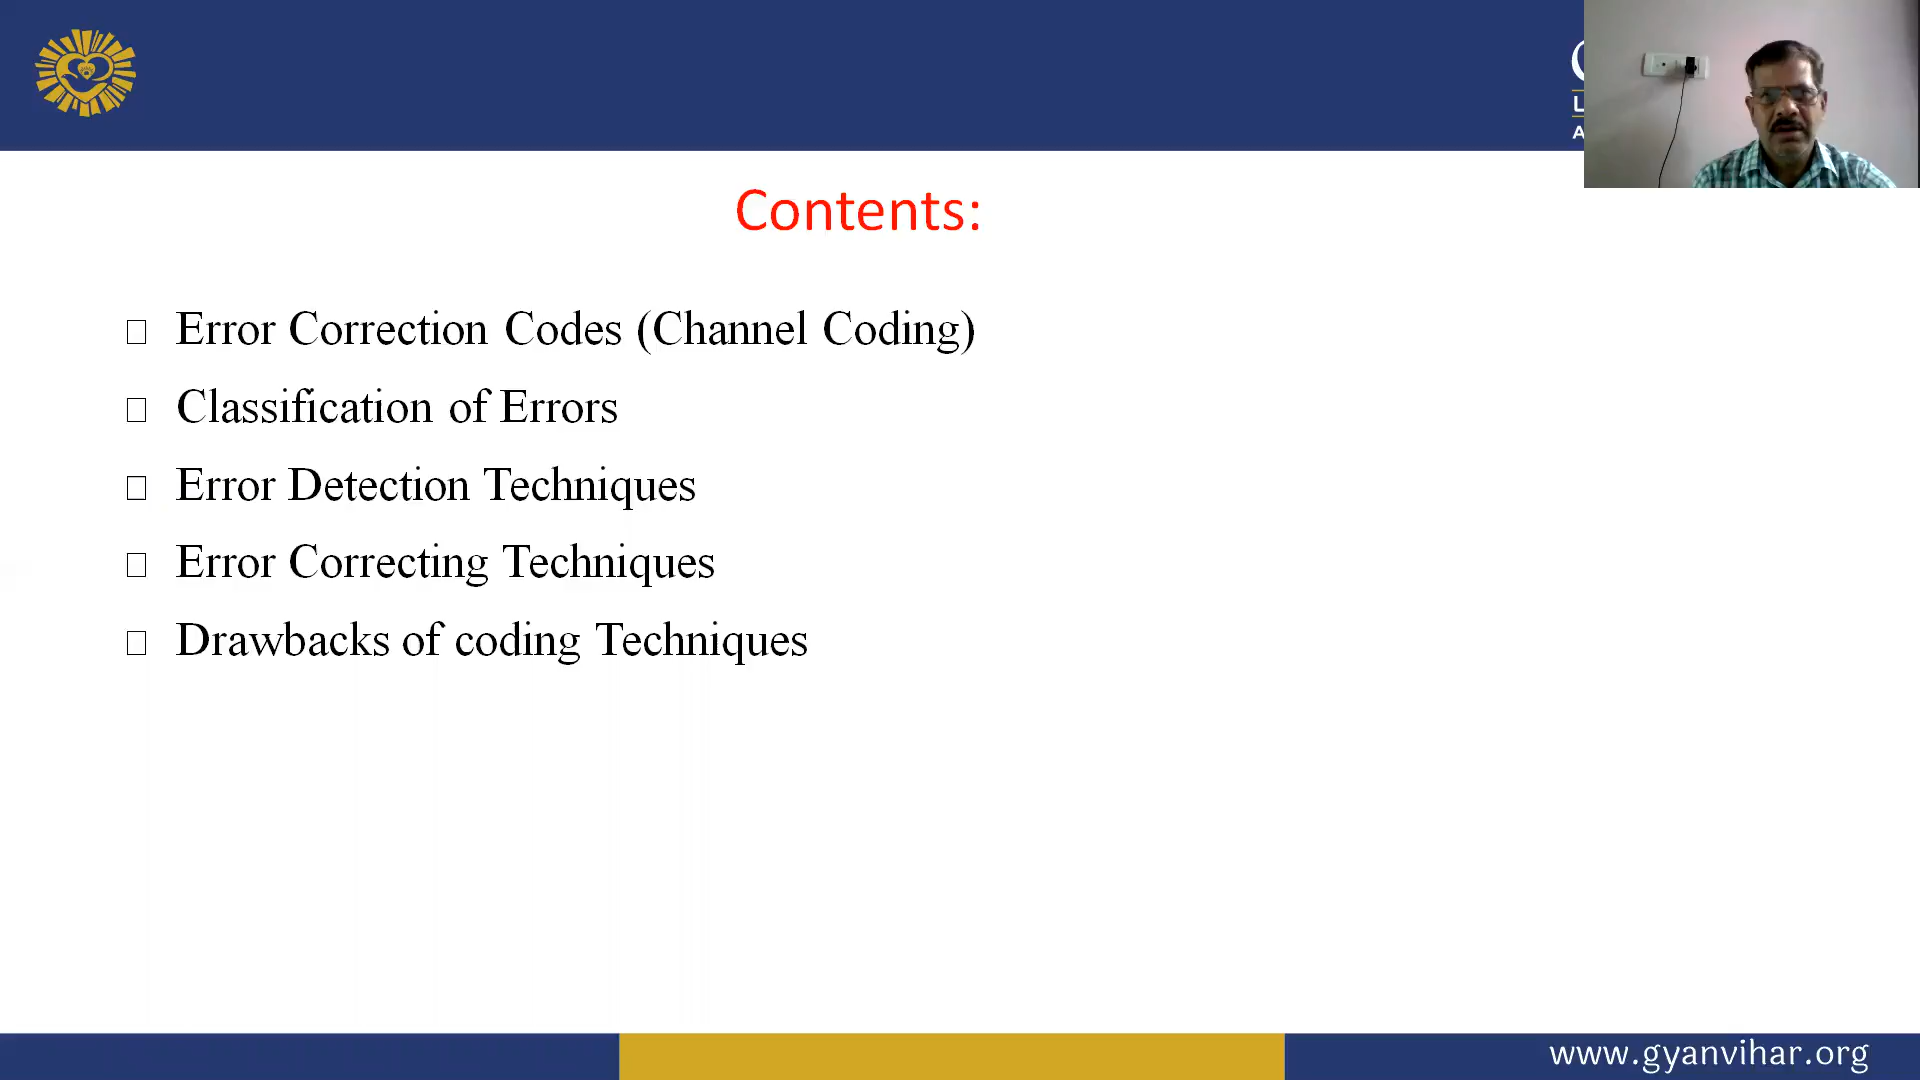 Contents:
Error Correction Codes (Channel Coding)
Classification of Errors
Error Detection Techniques
Error Correcting Techniques
Drawbacks of coding Techniques
www.gyanvihar.org